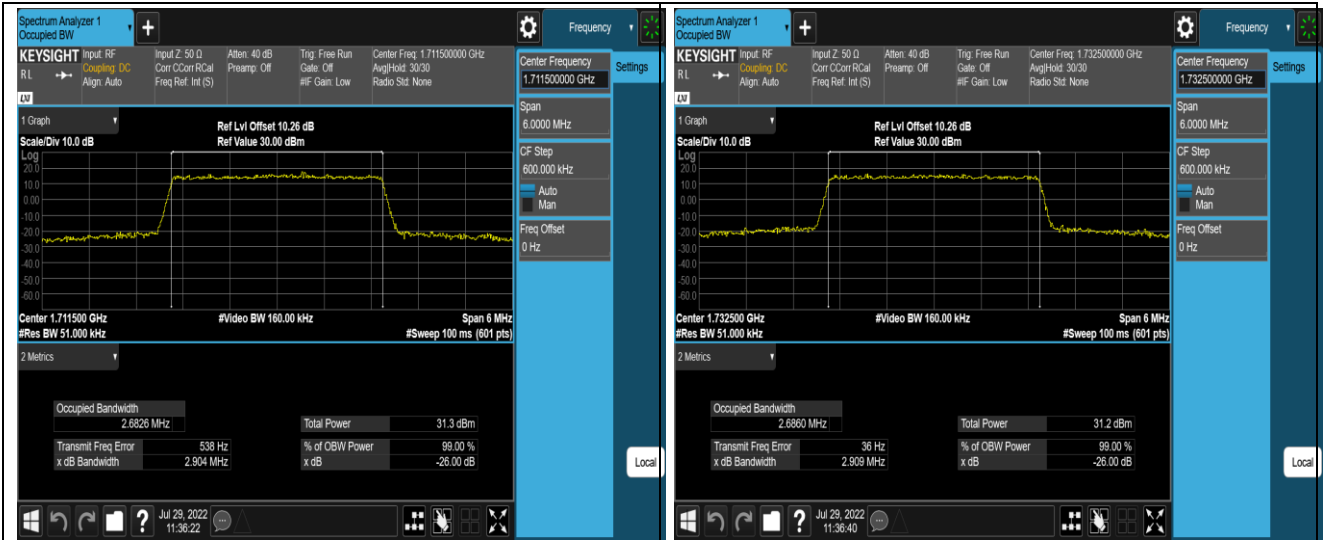 Spectrum Analyzer 1
Occupied BW
Frequency
KEYSIGHT
RL
LXI
Input: RF
Coupling: DC
Align: Auto
Input Z: 50 Ω
Corr CCorr RCal
Freq Ref: Int (S)
Atten: 40 dB
Preamp: Off
Trig: Free Run
Gate: Off
#IF Gain: Low
Center Freq: 1.711500000 GHz
Avg|Hold: 30/30
Radio Std: None
1 Graph
Scale/Div 10.0 dB
Ref Lvl Offset 10.26 dB
Ref Value 30.00 dBm
Log
20.0
10.0
0.00
-10.0
-20.0
-30.0
-40.0
-50.0
-60.0
Center 1.711500 GHz
#Video BW 160.00 kHz
Span 6 MHz
#Res BW 51.000 kHz
#Sweep 100 ms (601 pts)
2 Metrics
Occupied Bandwidth
2.6826 MHz
Total Power 31.3 dBm
Transmit Freq Error 538 Hz
% of OBW Power 99.00 %
x dB Bandwidth 2.904 MHz
x dB -26.00 dB
Center Frequency
1.711500000 GHz
Settings
Span
6.0000 MHz
CF Step
600.000 kHz
Auto
Man
Freq Offset
0 Hz
Local
?
Jul 29, 2022
11:36:22
Spectrum Analyzer 1
Occupied BW
Frequency
KEYSIGHT
RL
LXI
Input: RF
Coupling: DC
Align: Auto
Input Z: 50 Ω
Corr CCorr RCal
Freq Ref: Int (S)
Atten: 40 dB
Preamp: Off
Trig: Free Run
Gate: Off
#IF Gain: Low
Center Freq: 1.732500000 GHz
Avg|Hold: 30/30
Radio Std: None
1 Graph
Scale/Div 10.0 dB
Ref Lvl Offset 10.26 dB
Ref Value 30.00 dBm
Log
20.0
10.0
0.00
-10.0
-20.0
-30.0
-40.0
-50.0
-60.0
Center 1.732500 GHz
#Video BW 160.00 kHz
Span 6 MHz
#Res BW 51.000 kHz
#Sweep 100 ms (601 pts)
2 Metrics
Occupied Bandwidth
2.6860 MHz
Total Power 31.2 dBm
Transmit Freq Error 36 Hz
% of OBW Power 99.00 %
x dB Bandwidth 2.909 MHz
x dB -26.00 dB
Center Frequency
1.732500000 GHz
Settings
Span
6.0000 MHz
CF Step
600.000 kHz
Auto
Man
Freq Offset
0 Hz
Local
?
Jul 29, 2022
11:36:40